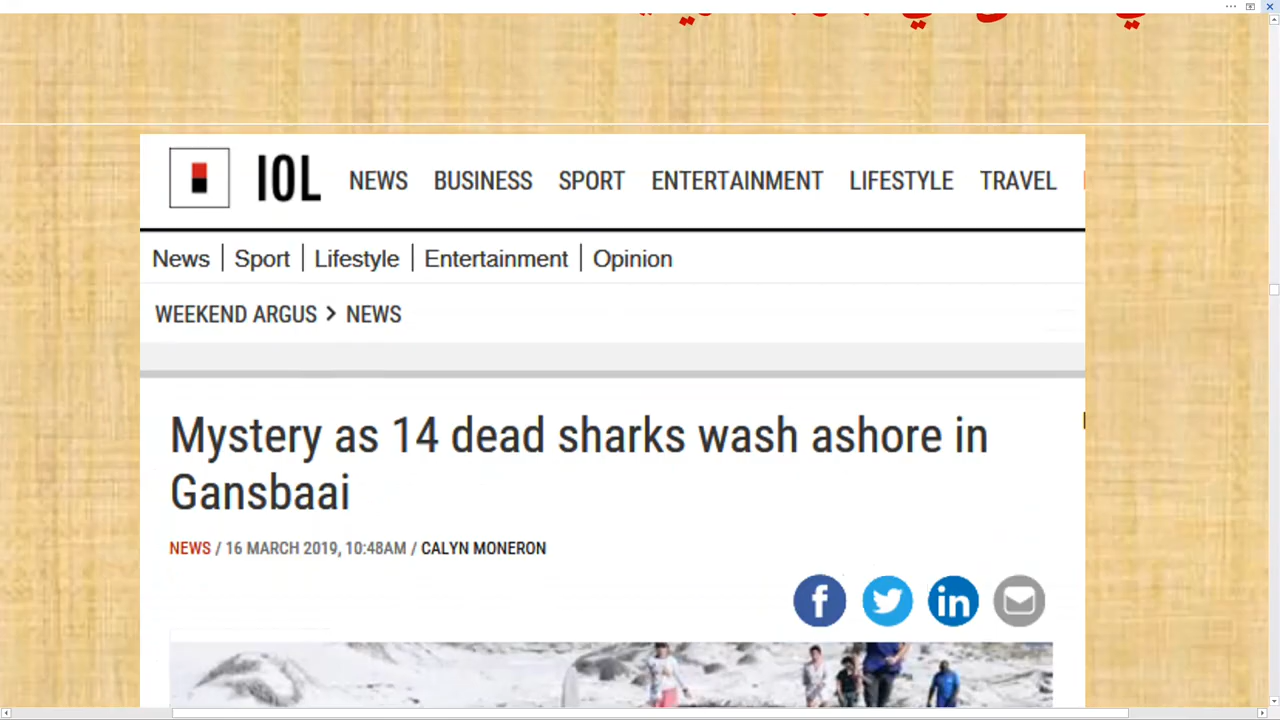 IOL NEWS BUSINESS SPORT ENTERTAINMENT LIFESTYLE TRAVEL
News | Sport | Lifestyle | Entertainment | Opinion
WEEKEND ARGUS > NEWS
Mystery as 14 dead sharks wash ashore in
Gansbaai
NEWS / 16 MARCH 2019, 10:48AM / CALYN MONERON